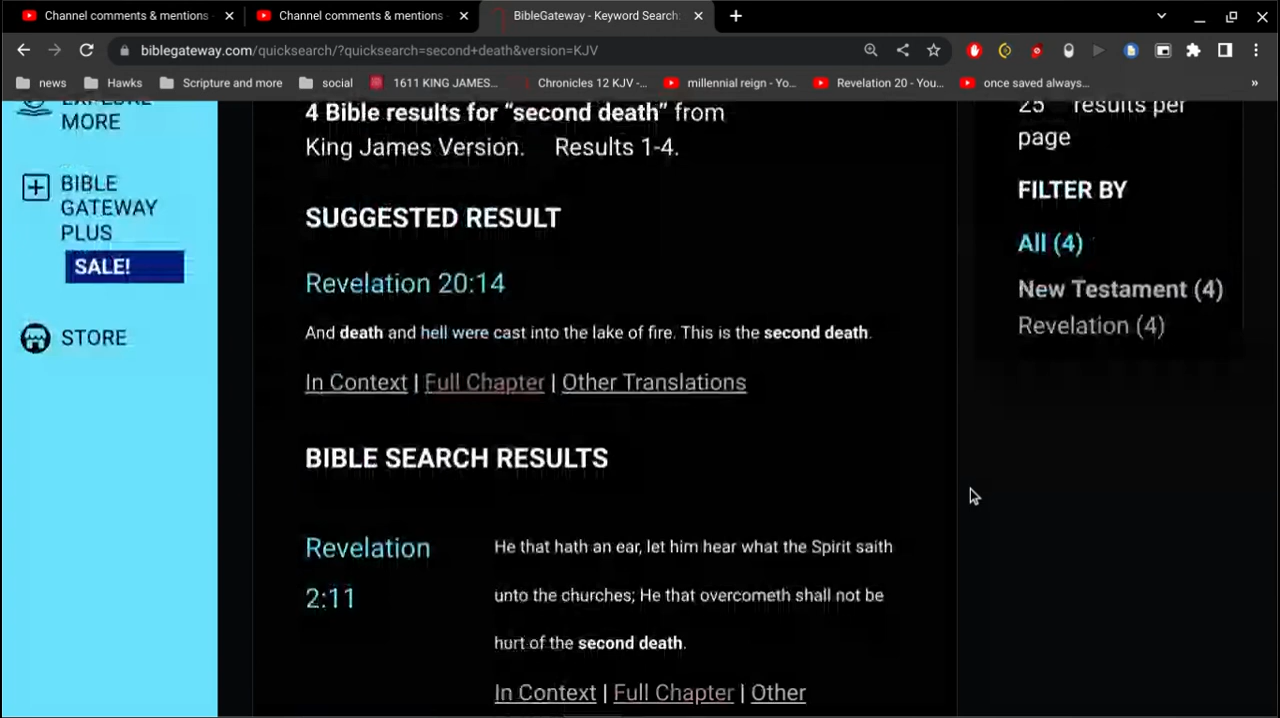 Channel comments & mentions
Channel comments & mentions
BibleGateway - Keyword Search:
biblegateway.com/quicksearch/?quicksearch=second+death&version=KJV
news
Hawks
Scripture and more
social
1611 KING JAMES...
Chronicles 12 KJV -...
millennial reign - Yo...
Revelation 20 - You...
once saved always...
»
EXPLORE
MORE
BIBLE
GATEWAY
PLUS
SALE!
STORE
4 Bible results for “second death” from
King James Version. Results 1-4.
SUGGESTED RESULT
Revelation 20:14
And death and hell were cast into the lake of fire. This is the second death.
In Context | Full Chapter | Other Translations
BIBLE SEARCH RESULTS
Revelation
2:11
He that hath an ear, let him hear what the Spirit saith
unto the churches; He that overcometh shall not be
hurt of the second death.
In Context | Full Chapter | Other
25 results per
page
FILTER BY
All (4)
New Testament (4)
Revelation (4)